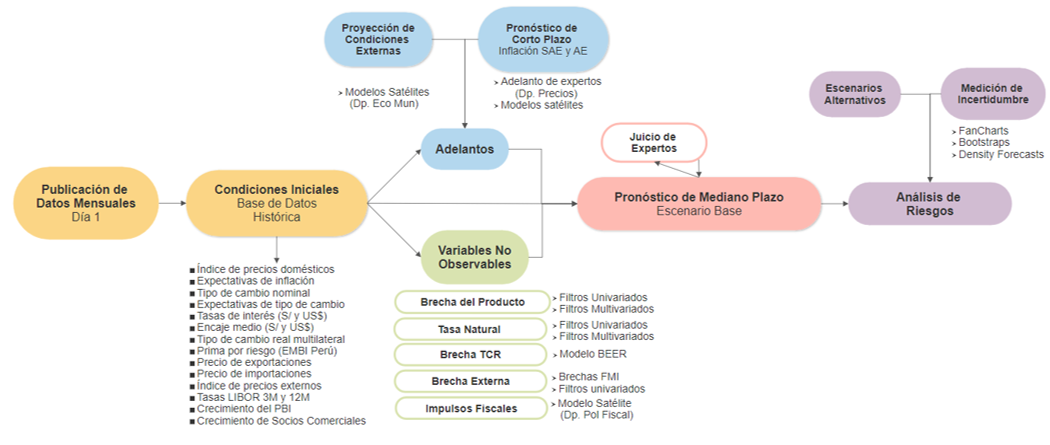 Proyección de
Condiciones
Externas
Pronóstico de
Corto Plazo
Inflación SAE y AE
Modelos Satélites
(Dp. Eco Mun)
Adelanto de expertos
(Dp. Precios)
Modelos satélites
Escenarios
Alternativos
Medición de
Incertidumbre
FanCharts
Bootstraps
Density Forecasts
Adelantos
Juicio de
Expertos
Publicación de
Datos Mensuales
Día 1
Condiciones Iniciales
Base de Datos
Histórica
Pronóstico de Mediano Plazo
Escenario Base
Análisis de
Riesgos
Variables No
Observables
Índice de precios domésticos
Expectativas de inflación
Tipo de cambio nominal
Expectativas de tipo de cambio
Tasas de interés (S/ y US$)
Encaje medio (S/ y US$)
Tipo de cambio real multilateral
Prima por riesgo (EMBI Perú)
Precio de exportaciones
Precio de importaciones
Índice de precios externos
Tasas LIBOR 3M y 12M
Crecimiento del PBI
Crecimiento de Socios Comerciales
Brecha del Producto
Filtros Univariados
Filtros Multivariados
Tasa Natural
Filtros Univariados
Filtros Multivariados
Brecha TCR
Modelo BEER
Brecha Externa
Brechas FMI
Filtros univariados
Impulsos Fiscales
Modelo Satélite
(Dp. Pol Fiscal)